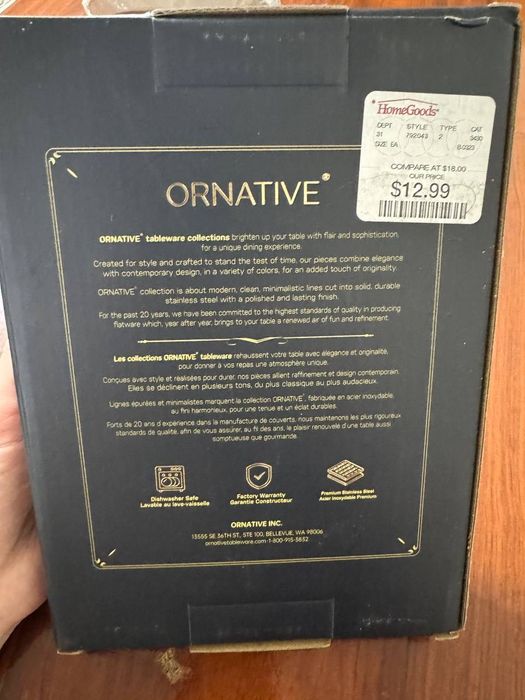 HomeGoods®
DEPT STYLE TYPE CAT
31 792043 2 3430
SIZE EA
COMPARE AT $18.00
OUR PRICE
$12.99
ORNATIVE®
ORNATIVE® tableware collections brighten up your table with flair and sophistication,
for a unique dining experience.
Created for style and crafted to stand the test of time, our pieces combine elegance
with contemporary design, in a variety of colors, for an added touch of originality.
ORNATIVE® collection is about modern, clean, minimalistic lines cut into solid, durable
stainless steel with a polished and lasting finish.
For the past 20 years, we have been committed to the highest standards of quality in producing
flatware which, year after year, brings to your table a renewed air of fun and refinement.
Les collections ORNATIVE® tableware rehaussent votre table avec élégance et originalité,
pour donner à vos repas une atmosphère unique.
Conçues avec style et réalisées pour durer, nos pièces allient raffinement et design contemporain.
Elles se déclinent en plusieurs tons, du plus classique au plus audacieux.
Lignes épurées et minimalistes marquent la collection ORNATIVE®, fabriquée en acier inoxydable,
au fini harmonieux, pour une tenue et un éclat durables.
Forts de 20 ans d'expérience dans la manufacture de couverts, nous maintenons les plus rigoureux
standards de qualité, afin de vous assurer, au fil des ans, le plaisir renouvelé d'une table aussi
somptueuse que gourmande.
Dishwasher Safe
Lavable au lave-vaisselle
Factory Warranty
Garantie Constructeur
Premium Stainless Steel
Acier Inoxydable Premium
ORNATIVE INC.
13555 SE 36TH ST., STE 100, BELLEVUE, WA 98006
ornativetableware.com · 1-800-915-3832